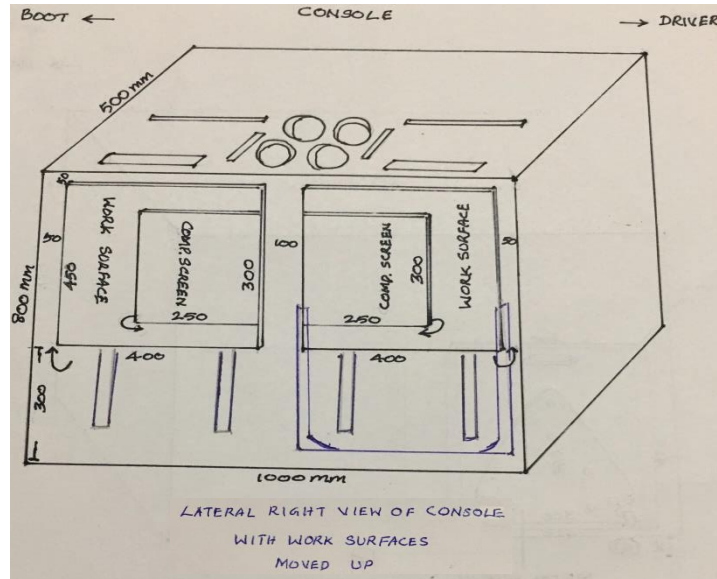 BOOT ← CONSOLE → DRIVER
500 mm
50
50
WORK SURFACE
COMP. SCREEN
300
450
250
400
50
COMP. SCREEN
300
WORK SURFACE
50
250
400
800 mm
300
1000 mm
LATERAL RIGHT VIEW OF CONSOLE
WITH WORK SURFACES
MOVED UP